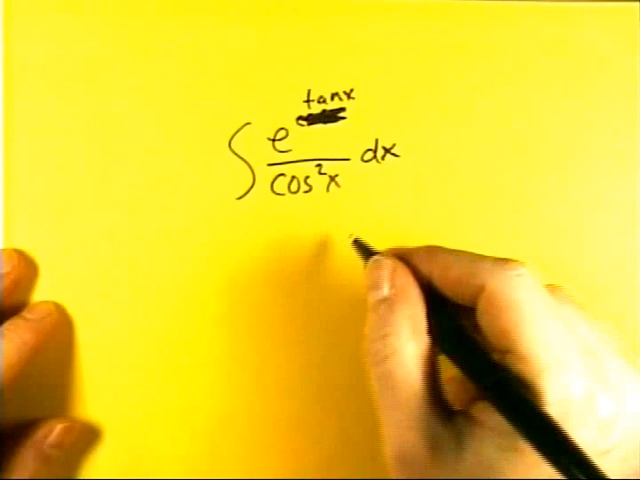 ∫ e^tanx / cos²x dx